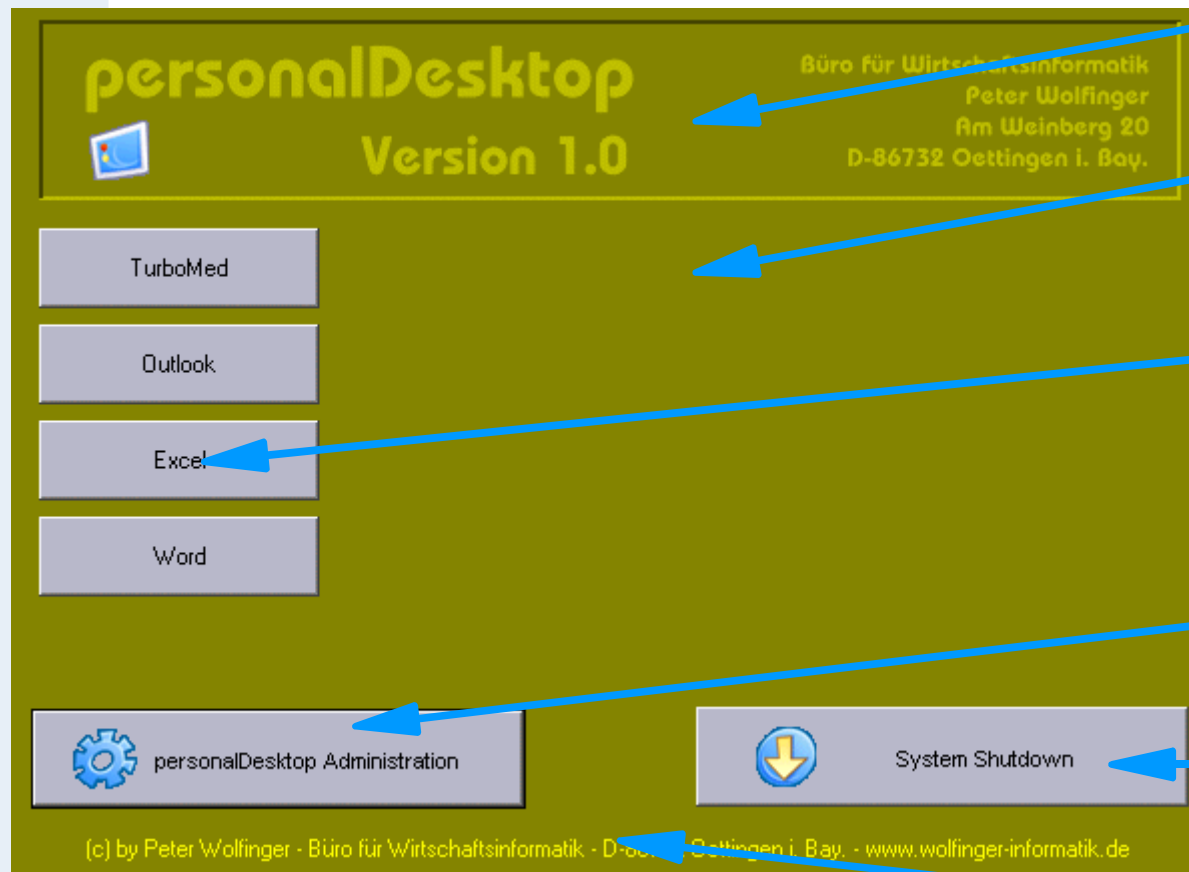 personalDesktop
Version 1.0
Büro für Wirtschaftsinformatik
Peter Wolfinger
Am Weinberg 20
D-86732 Oettingen i. Bay.
TurboMed
Outlook
Excel
Word
personalDesktop Administration
System Shutdown
(c) by Peter Wolfinger - Büro für Wirtschaftsinformatik - Oettingen i. Bay. - www.wolfinger-informatik.de